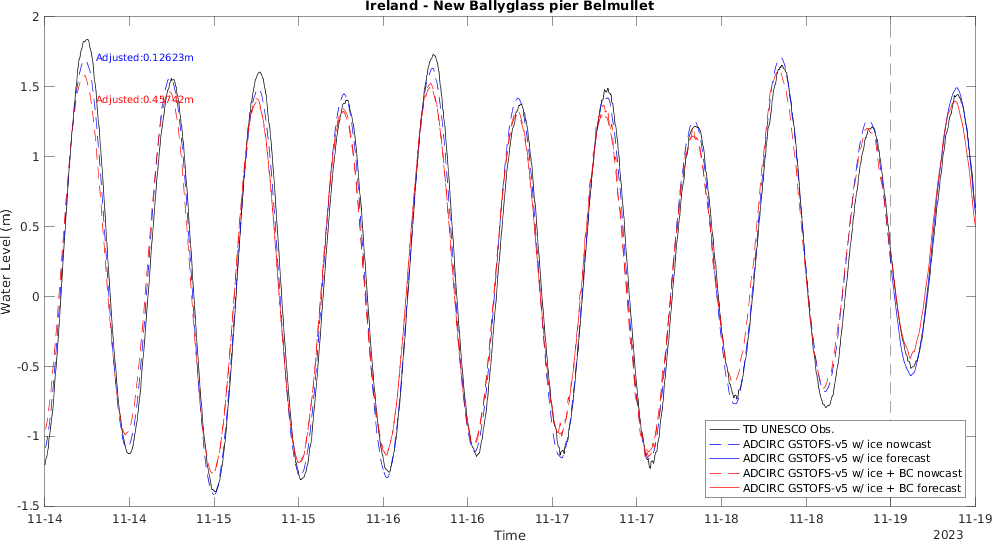 Ireland - New Ballyglass pier Belmullet
2
1.5
1
0.5
0
-0.5
-1
-1.5
Water Level (m)
Adjusted:0.12623m
Adjusted:0.45742m
TD UNESCO Obs.
ADCIRC GSTOFS-v5 w/ ice nowcast
ADCIRC GSTOFS-v5 w/ ice forecast
ADCIRC GSTOFS-v5 w/ ice + BC nowcast
ADCIRC GSTOFS-v5 w/ ice + BC forecast
11-14 11-14 11-15 11-15 11-16 11-16 11-17 11-17 11-18 11-18 11-19 11-19
Time
2023